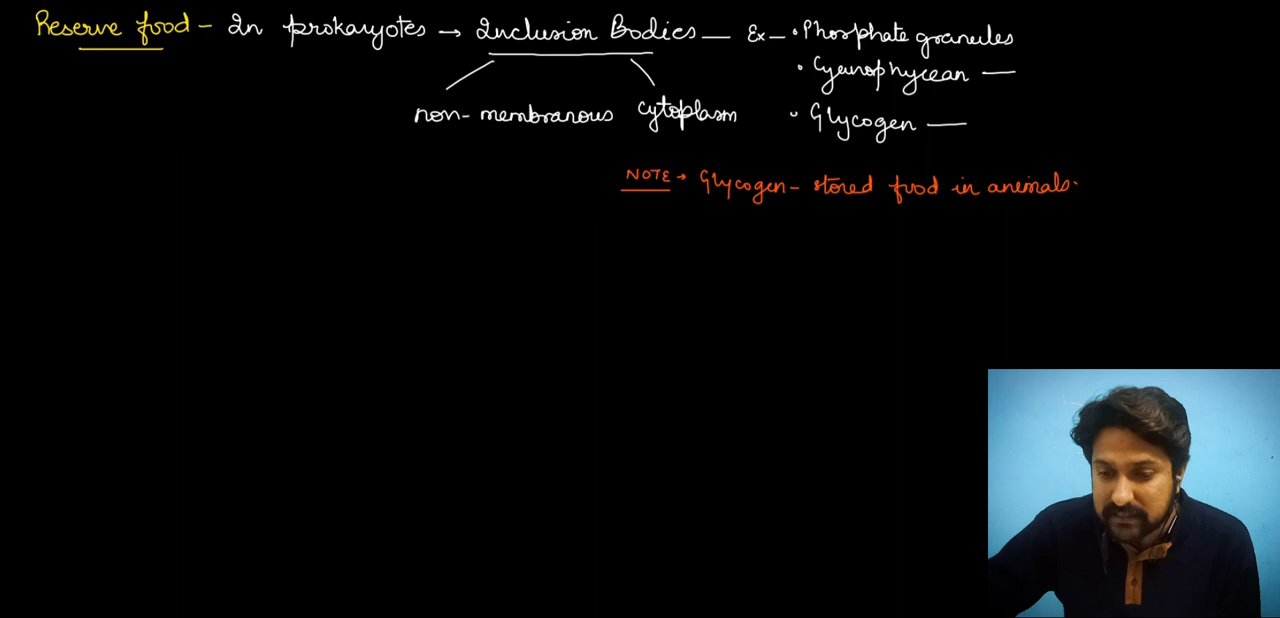 Reserve food - In prokaryotes → Inclusion Bodies — Ex - • Phosphate granules
• Cyanophycean —
non-membranous cytoplasm • Glycogen —
NOTE → Glycogen - stored food in animals.